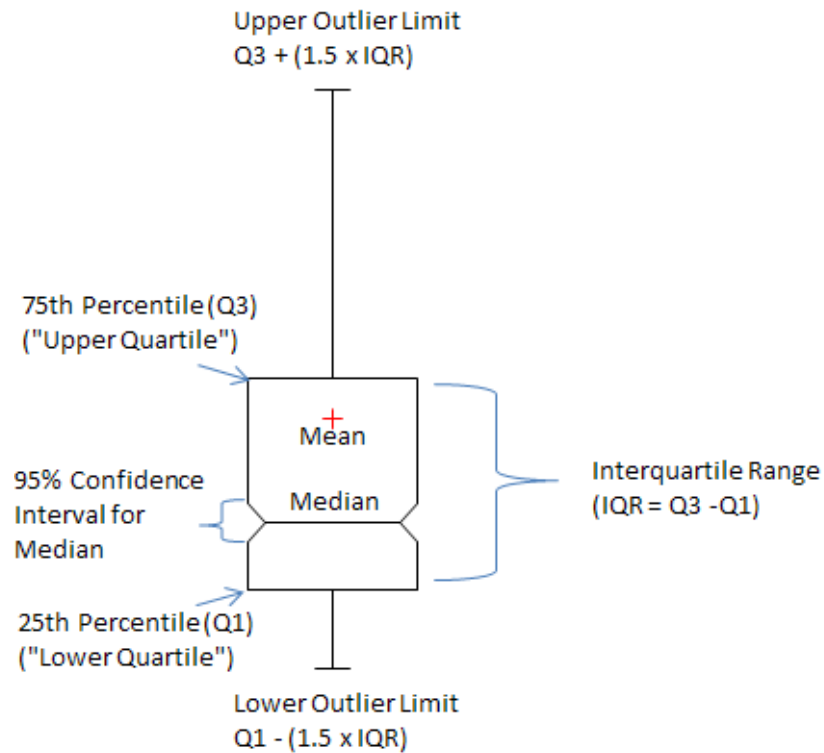 Upper Outlier Limit
Q3 + (1.5 x IQR)
75th Percentile (Q3)
("Upper Quartile")
Mean
95% Confidence
Interval for
Median
Median
Interquartile Range
(IQR = Q3 -Q1)
25th Percentile (Q1)
("Lower Quartile")
Lower Outlier Limit
Q1 - (1.5 x IQR)